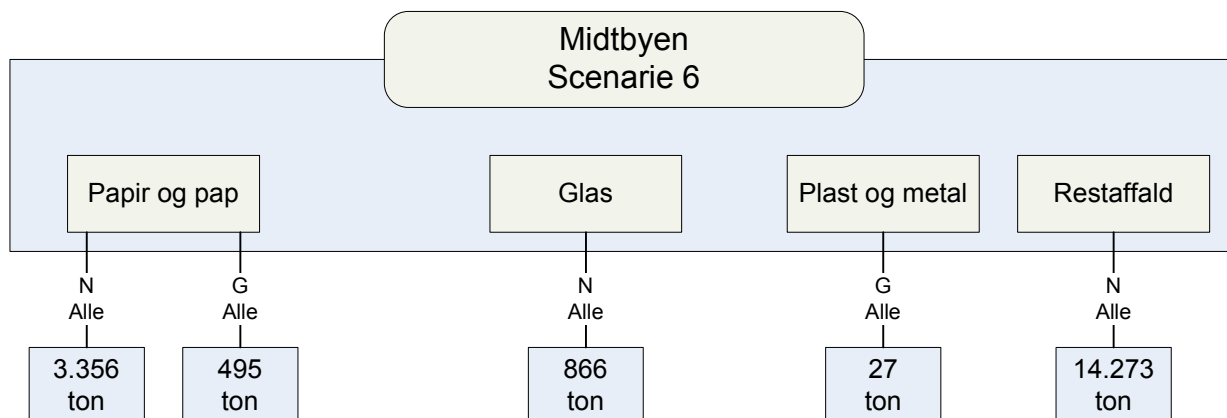 Midtbyen
Scenarie 6
Papir og pap
Glas
Plast og metal
Restaffald
N
Alle
G
Alle
N
Alle
G
Alle
N
Alle
3.356
ton
495
ton
866
ton
27
ton
14.273
ton